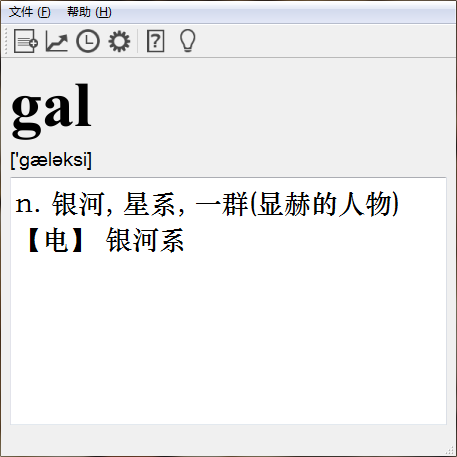 文件 (F) 帮助 (H)
gal
['gæləksi]
n. 银河, 星系, 一群(显赫的人物)
【电】 银河系